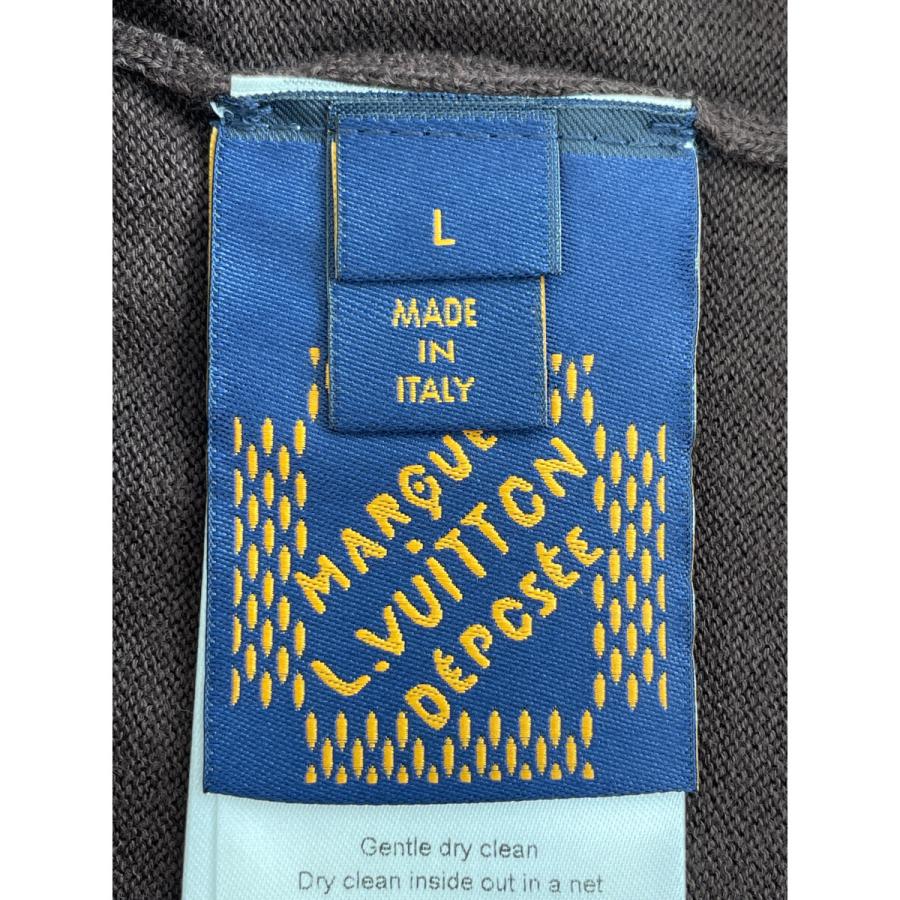 L
MADE
IN
ITALY
MARQUE
L.VUITTON
DÉPOSÉE
Gentle dry clean
Dry clean inside out in a net